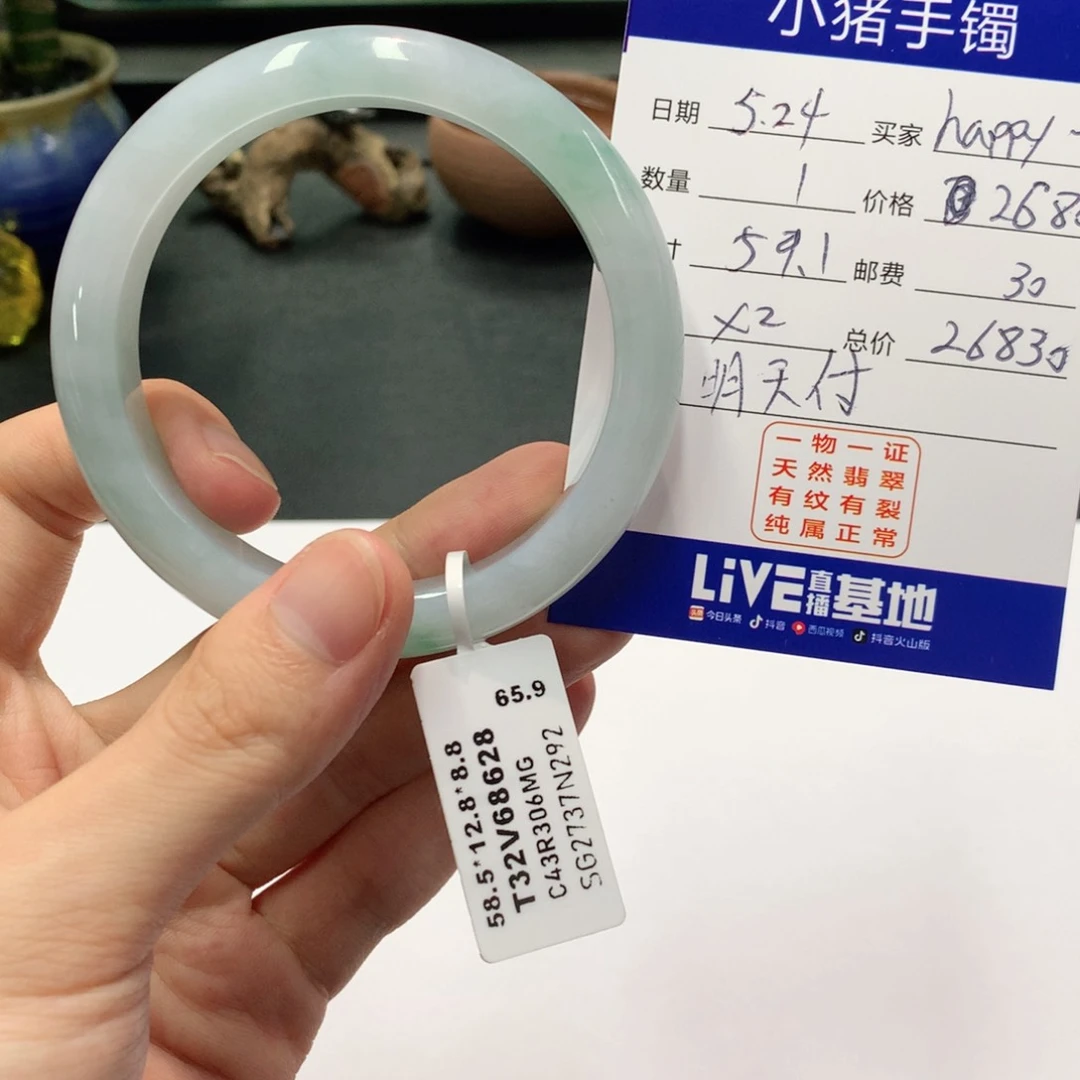 小猪手镯
日期 5.24 买家 happy
数量 1 价格 268
59.1 邮费 30
x2 总价 26830
明天付
一物一证
天然翡翠
有纹有裂
纯属正常
LiVE直播基地
今日头条 抖音 西瓜视频 抖音火山版
65.9
58.5*12.8*8.8
T32V68628
C43R306MG
SG2737N292